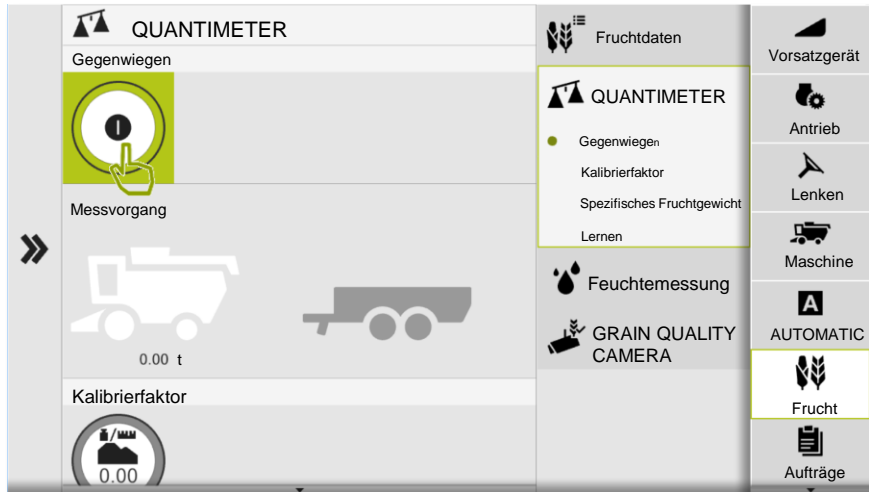 QUANTIMETER
Gegenwiegen
Messvorgang
0.00 t
Kalibrierfaktor
0.00
Fruchtdaten
QUANTIMETER
Gegenwiegen
Kalibrierfaktor
Spezifisches Fruchtgewicht
Lernen
Feuchtemessung
GRAIN QUALITY
CAMERA
Vorsatzgerät
Antrieb
Lenken
Maschine
A
AUTOMATIC
Frucht
Aufträge